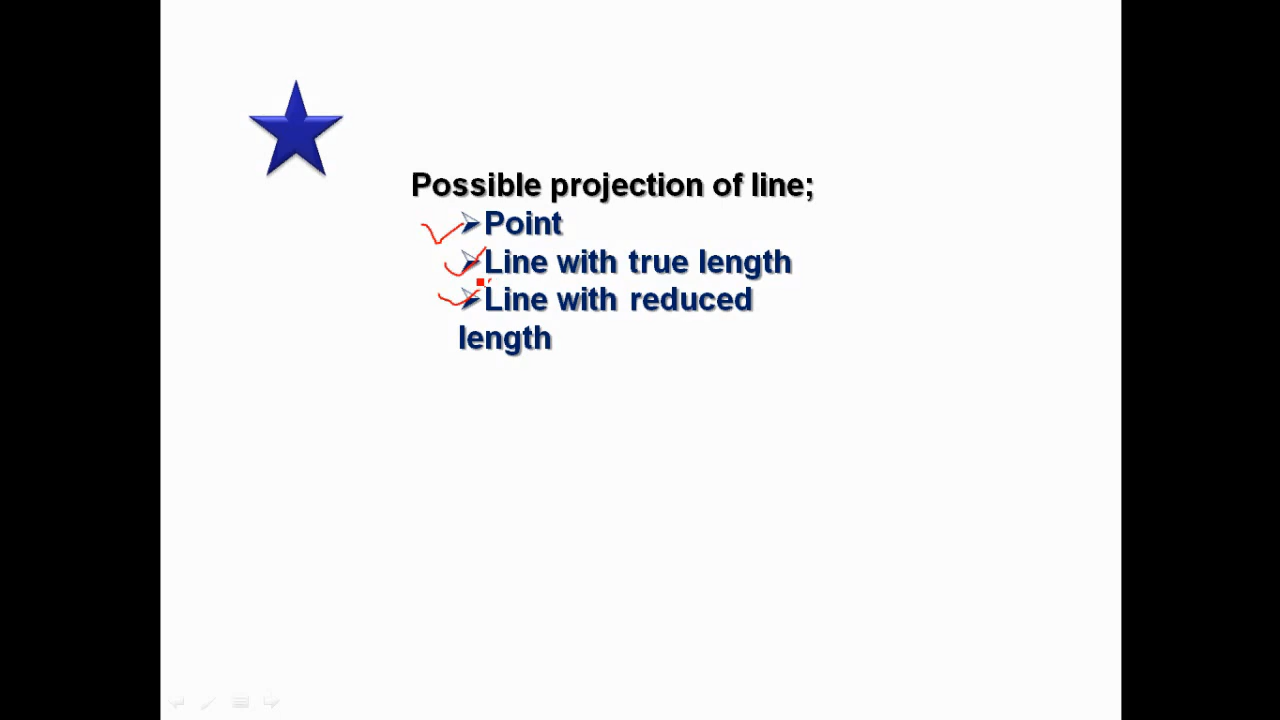 Possible projection of line;
Point
Line with true length
Line with reduced
length